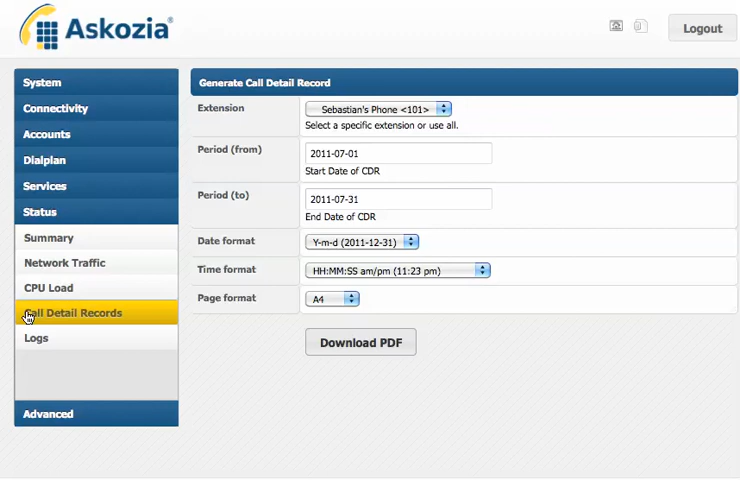 Askozia®
Logout
System
Connectivity
Accounts
Dialplan
Services
Status
Summary
Network Traffic
CPU Load
Call Detail Records
Logs
Advanced
Generate Call Detail Record
Extension
Sebastian's Phone <101>
Select a specific extension or use all.
Period (from)
2011-07-01
Start Date of CDR
Period (to)
2011-07-31
End Date of CDR
Date format
Y-m-d (2011-12-31)
Time format
HH:MM:SS am/pm (11:23 pm)
Page format
A4
Download PDF